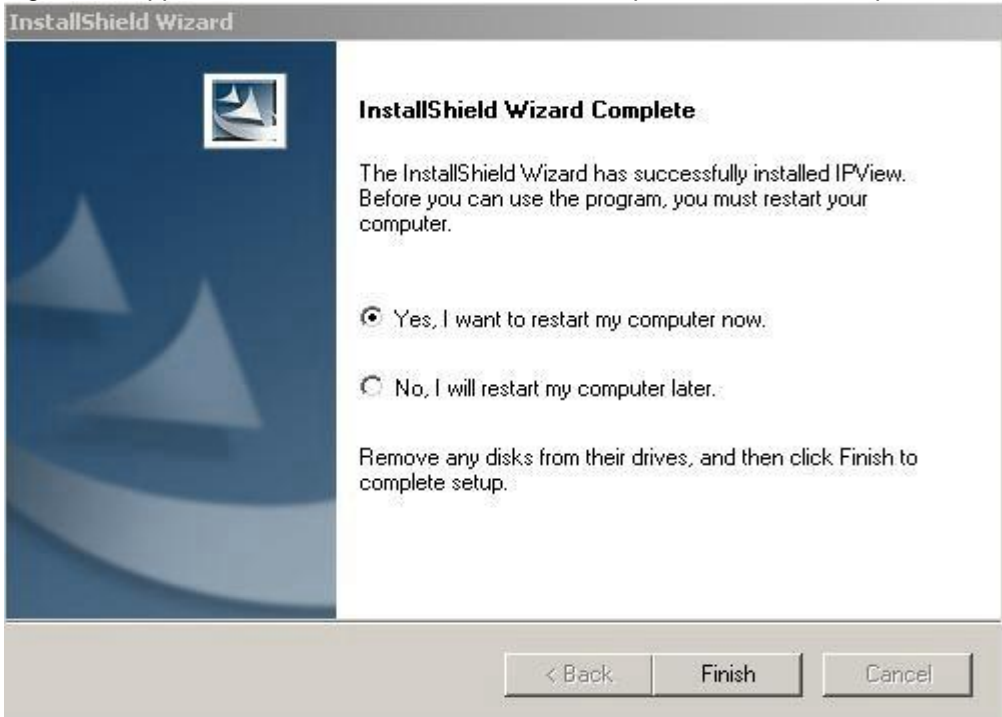 InstallShield Wizard
InstallShield Wizard Complete
The InstallShield Wizard has successfully installed IPView.
Before you can use the program, you must restart your
computer.
Yes, I want to restart my computer now.
No, I will restart my computer later.
Remove any disks from their drives, and then click Finish to
complete setup.
< Back
Finish
Cancel